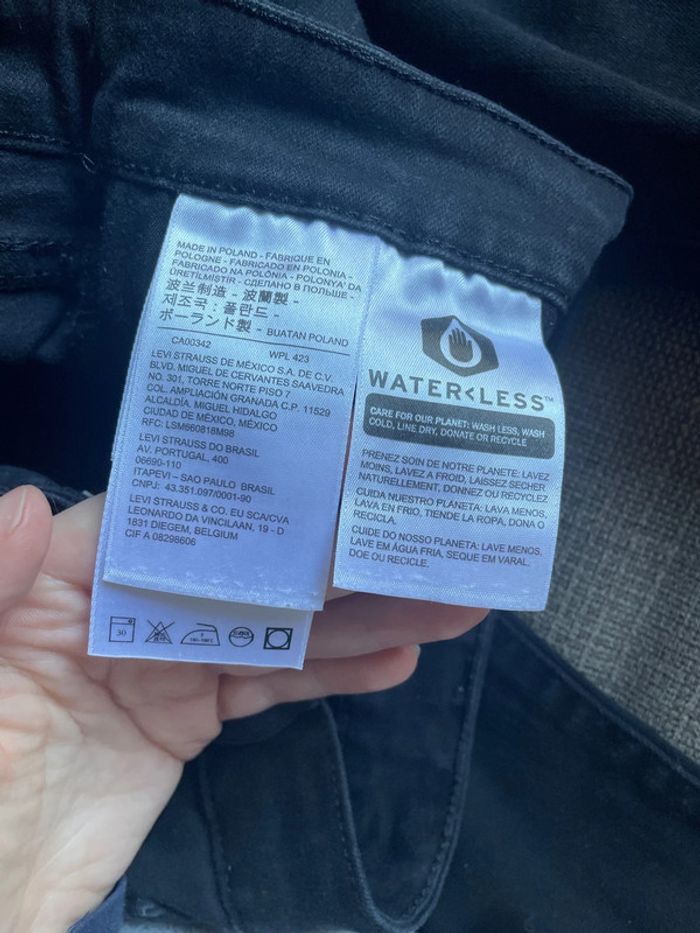 MADE IN POLAND - FABRIQUE EN
POLOGNE - FABRICADO EN POLONIA -
FABRICADO NA POLÔNIA - POLONYA' DA
ÜRETİLMİŞTİR - СДЕЛАНО В ПОЛЬШЕ -
波兰制造 - 波蘭製 -
제조국 : 폴란드 -
ポーランド製 - BUATAN POLAND
CA00342 WPL 423
LEVI STRAUSS DE MÉXICO S.A. DE C.V.
BLVD. MIGUEL DE CERVANTES SAAVEDRA
NO. 301, TORRE NORTE PISO 7
COL. AMPLIACIÓN GRANADA C.P. 11529
ALCALDÍA. MIGUEL HIDALGO
CIUDAD DE MÉXICO, MÉXICO
RFC: LSM660818M98
LEVI STRAUSS DO BRASIL
AV. PORTUGAL, 400
06690-110
ITAPEVI – SAO PAULO BRASIL
CNPJ: 43.351.097/0001-90
LEVI STRAUSS & CO. EU SCA/CVA
LEONARDO DA VINCILAAN, 19 - D
1831 DIEGEM, BELGIUM
CIF A 08298606
30
WATER<LESS™
CARE FOR OUR PLANET: WASH LESS, WASH
COLD, LINE DRY, DONATE OR RECYCLE
PRENEZ SOIN DE NOTRE PLANETE: LAVEZ
MOINS, LAVEZ A FROID, LAISSEZ SECHER
NATURELLEMENT, DONNEZ OU RECYCLEZ
CUIDA NUESTRO PLANETA: LAVA MENOS,
LAVA EN FRIO, TIENDE LA ROPA, DONA O
RECICLA.
CUIDE DO NOSSO PLANETA: LAVE MENOS,
LAVE EM ÁGUA FRIA, SEQUE EM VARAL,
DOE OU RECICLE.